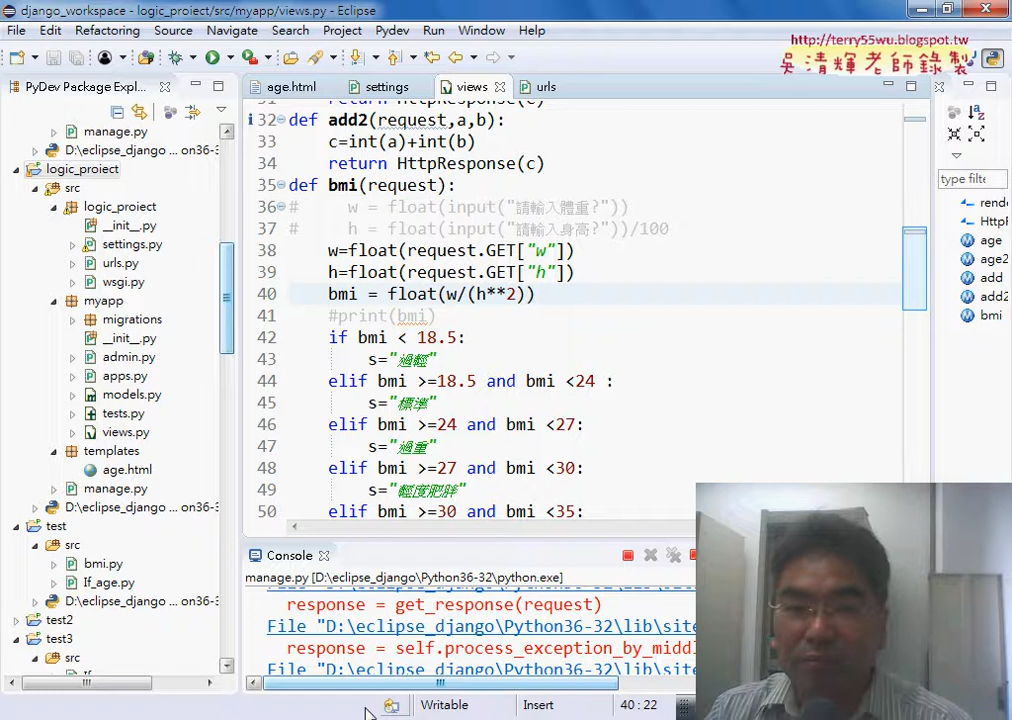 django_workspace - logic_proiect/src/myapp/views.py - Eclipse
File Edit Refactoring Source Navigate Search Project Pydev Run Window Help
http://terry55wu.blogspot.tw
吳清輝老師錄製
PyDev Package Expl...
age.html settings views urls
manage.py
D:\eclipse_django\ on36-3
logic_proiect
src
logic_proiect
__init__.py
settings.py
urls.py
wsgi.py
myapp
migrations
__init__.py
admin.py
apps.py
models.py
tests.py
views.py
templates
age.html
manage.py
D:\eclipse_django\ on36-3
test
src
bmi.py
If_age.py
D:\eclipse_django\ on36-3
test2
test3
src
32 def add2(request,a,b):
33 c=int(a)+int(b)
34 return HttpResponse(c)
35 def bmi(request):
36 # w = float(input("請輸入體重?"))
37 # h = float(input("請輸入身高?"))/100
38 w=float(request.GET["w"])
39 h=float(request.GET["h"])
40 bmi = float(w/(h**2))
41 #print(bmi)
42 if bmi < 18.5:
43 s="過輕"
44 elif bmi >=18.5 and bmi <24 :
45 s="標準"
46 elif bmi >=24 and bmi <27:
47 s="過重"
48 elif bmi >=27 and bmi <30:
49 s="輕度肥胖"
50 elif bmi >=30 and bmi <35:
type filte
rende
HttpR
age
age2
add
add2
bmi
Console
manage.py [D:\eclipse_django\Python36-32\python.exe]
response = get_response(request)
File "D:\eclipse_django\Python36-32\lib\site
response = self.process_exception_by_middl
File "D:\eclipse_django\Python36-32\lib\site
Writable Insert 40 : 22